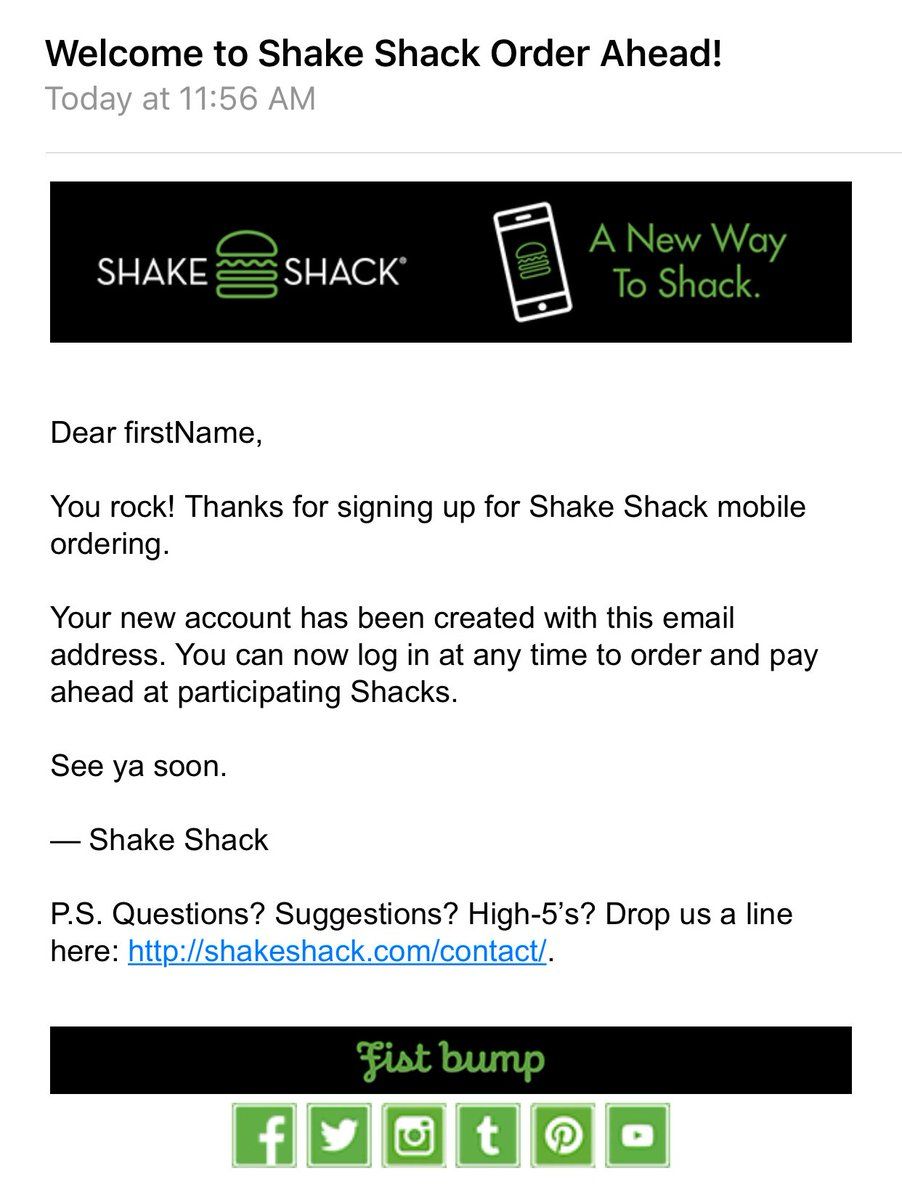 Welcome to Shake Shack Order Ahead!
Today at 11:56 AM
SHAKE SHACK®
A New Way
To Shack.
Dear firstName,
You rock! Thanks for signing up for Shake Shack mobile
ordering.
Your new account has been created with this email
address. You can now log in at any time to order and pay
ahead at participating Shacks.
See ya soon.
— Shake Shack
P.S. Questions? Suggestions? High-5’s? Drop us a line
here: http://shakeshack.com/contact/.
Fist bump